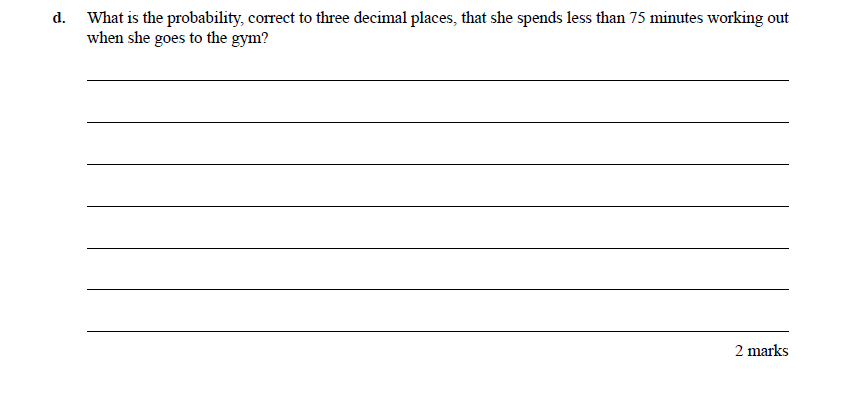 d. What is the probability, correct to three decimal places, that she spends less than 75 minutes working out
when she goes to the gym?
2 marks